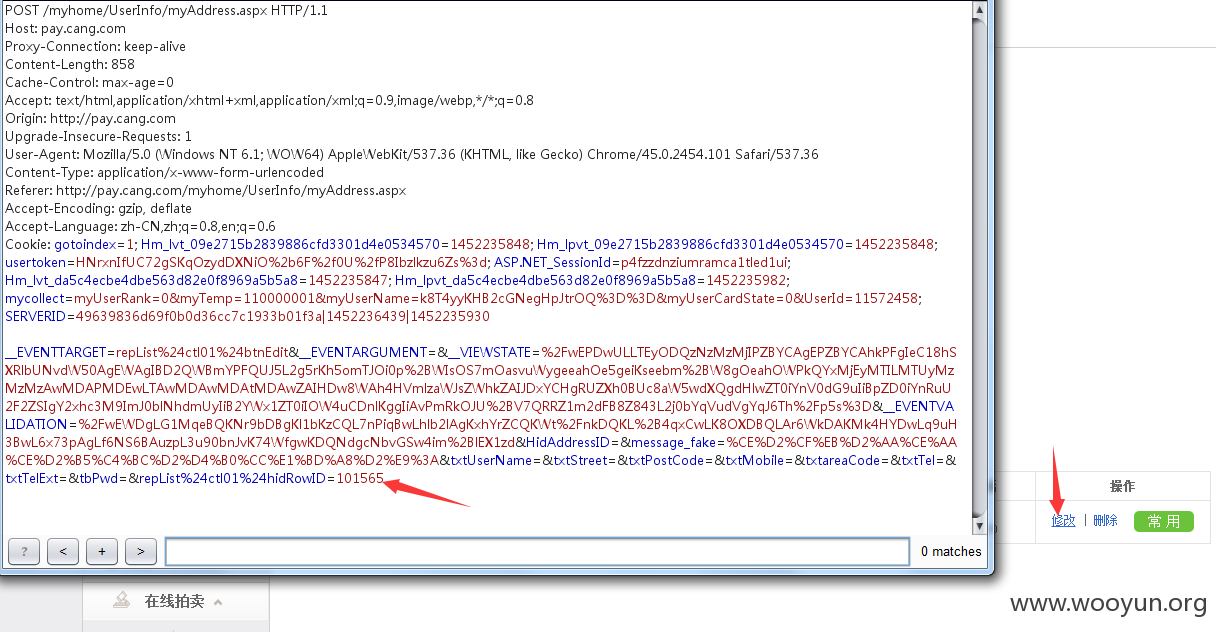 POST /myhome/UserInfo/myAddress.aspx HTTP/1.1
Host: pay.cang.com
Proxy-Connection: keep-alive
Content-Length: 858
Cache-Control: max-age=0
Accept: text/html,application/xhtml+xml,application/xml;q=0.9,image/webp,*/*;q=0.8
Origin: http://pay.cang.com
Upgrade-Insecure-Requests: 1
User-Agent: Mozilla/5.0 (Windows NT 6.1; WOW64) AppleWebKit/537.36 (KHTML, like Gecko) Chrome/45.0.2454.101 Safari/537.36
Content-Type: application/x-www-form-urlencoded
Referer: http://pay.cang.com/myhome/UserInfo/myAddress.aspx
Accept-Encoding: gzip, deflate
Accept-Language: zh-CN,zh;q=0.8,en;q=0.6
Cookie: gotoindex=1; Hm_lvt_09e2715b2839886cfd3301d4e0534570=1452235848; Hm_lpvt_09e2715b2839886cfd3301d4e0534570=1452235848;
usertoken=HNrxnIfUC72gSKqOzydDXNiO%2b6F%2f0U%2fP8Ibzlkzu6Zs%3d; ASP.NET_SessionId=p4fzzdnziumramca1tled1ui;
Hm_lvt_da5c4ecbe4dbe563d82e0f8969a5b5a8=1452235847; Hm_lpvt_da5c4ecbe4dbe563d82e0f8969a5b5a8=1452235982;
mycollect=myUserRank=0&myTemp=110000001&myUserName=k8T4yyKHB2cGNegHpJtrOQ%3D%3D&myUserCardState=0&UserId=11572458;
SERVERID=49639836d69f0b0d36cc7c1933b01f3a|1452236439|1452235930
__EVENTTARGET=repList%24ctl01%24btnEdit&__EVENTARGUMENT=&__VIEWSTATE=%2FwEPDwULLTEyODQzNzMzMjIPZBYCAgEPZBYCAhkPFgIeC18hS
XRlbUNvdW50AgEWAgIBD2QWBmYPFQUJ5L2g5rKh5omTJOi0p%2BWIsOS7mOasvuWygeeahOe5geiKseebm%2BW8gOeahOWPkQYxMjEyMTILMTUyMz
MzMzAwMDAPMDEwLTAwMDAwMDAtMDAwZAIHDw8WAh4HVmlzaWJsZWhkZAIJDxYCHgRUZXh0BUc8aW5wdXQgdHlwZT0iYnV0dG9uIiBpZD0iYnRuU
2F2ZSIgY2xhc3M9ImJ0blNhdmUyIiB2YWx1ZT0iIOW4uCDnlKggIiAvPmRkOJU%2BV7QRRZ1m2dFB8Z843L2j0bYqVudVgYqJ6Th%2Fp5s%3D&__EVENTVA
LIDATION=%2FwEWDgLG1MqeBQKNr9bDBgKl1bKzCQL7nPiqBwLhlb2lAgKxhYrZCQKWt%2FnkDQKL%2B4qxCwLK8OXDBQLAr6WkDAKMk4HYDwLq9uH
3BwL6x73pAgLf6NS6BAuzpL3u90bnJvK74WfgwKDQNdgcNbvGSw4im%2BlEX1zd&HidAddressID=&message_fake=%CE%D2%CF%EB%D2%AA%CE%AA
%CE%D2%B5%C4%BC%D2%D4%B0%CC%E1%BD%A8%D2%E9%3A&txtUserName=&txtStreet=&txtPostCode=&txtMobile=&txtareaCode=&txtTel=&
txtTelExt=&tbPwd=&repList%24ctl01%24hidRowID=101565
操作
修改 | 删除 常 用
? < + > 0 matches
在线拍卖
www.wooyun.org